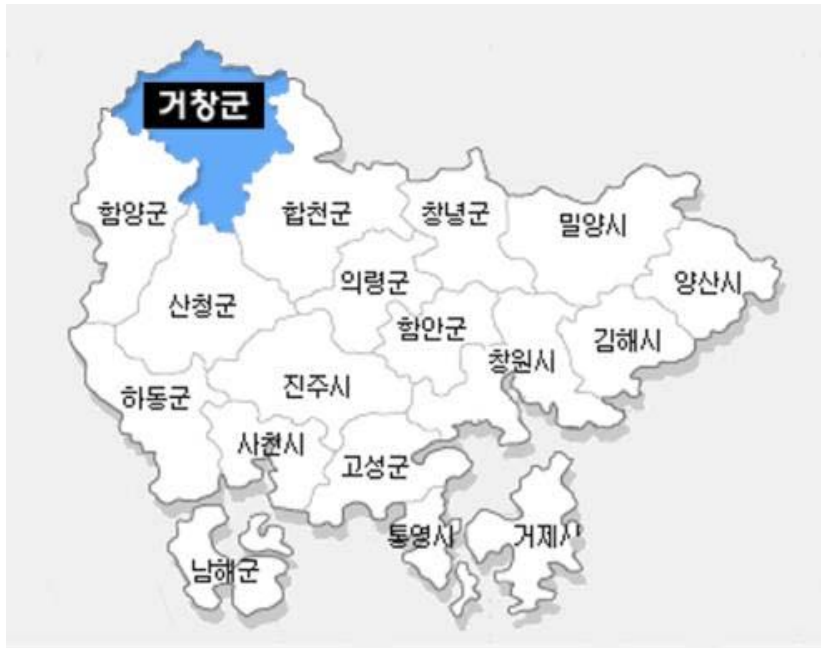 거창군
함양군
합천군
창녕군
밀양시
산청군
의령군
양산시
함안군
김해시
창원시
하동군
진주시
사천시
고성군
통영시
거제시
남해군